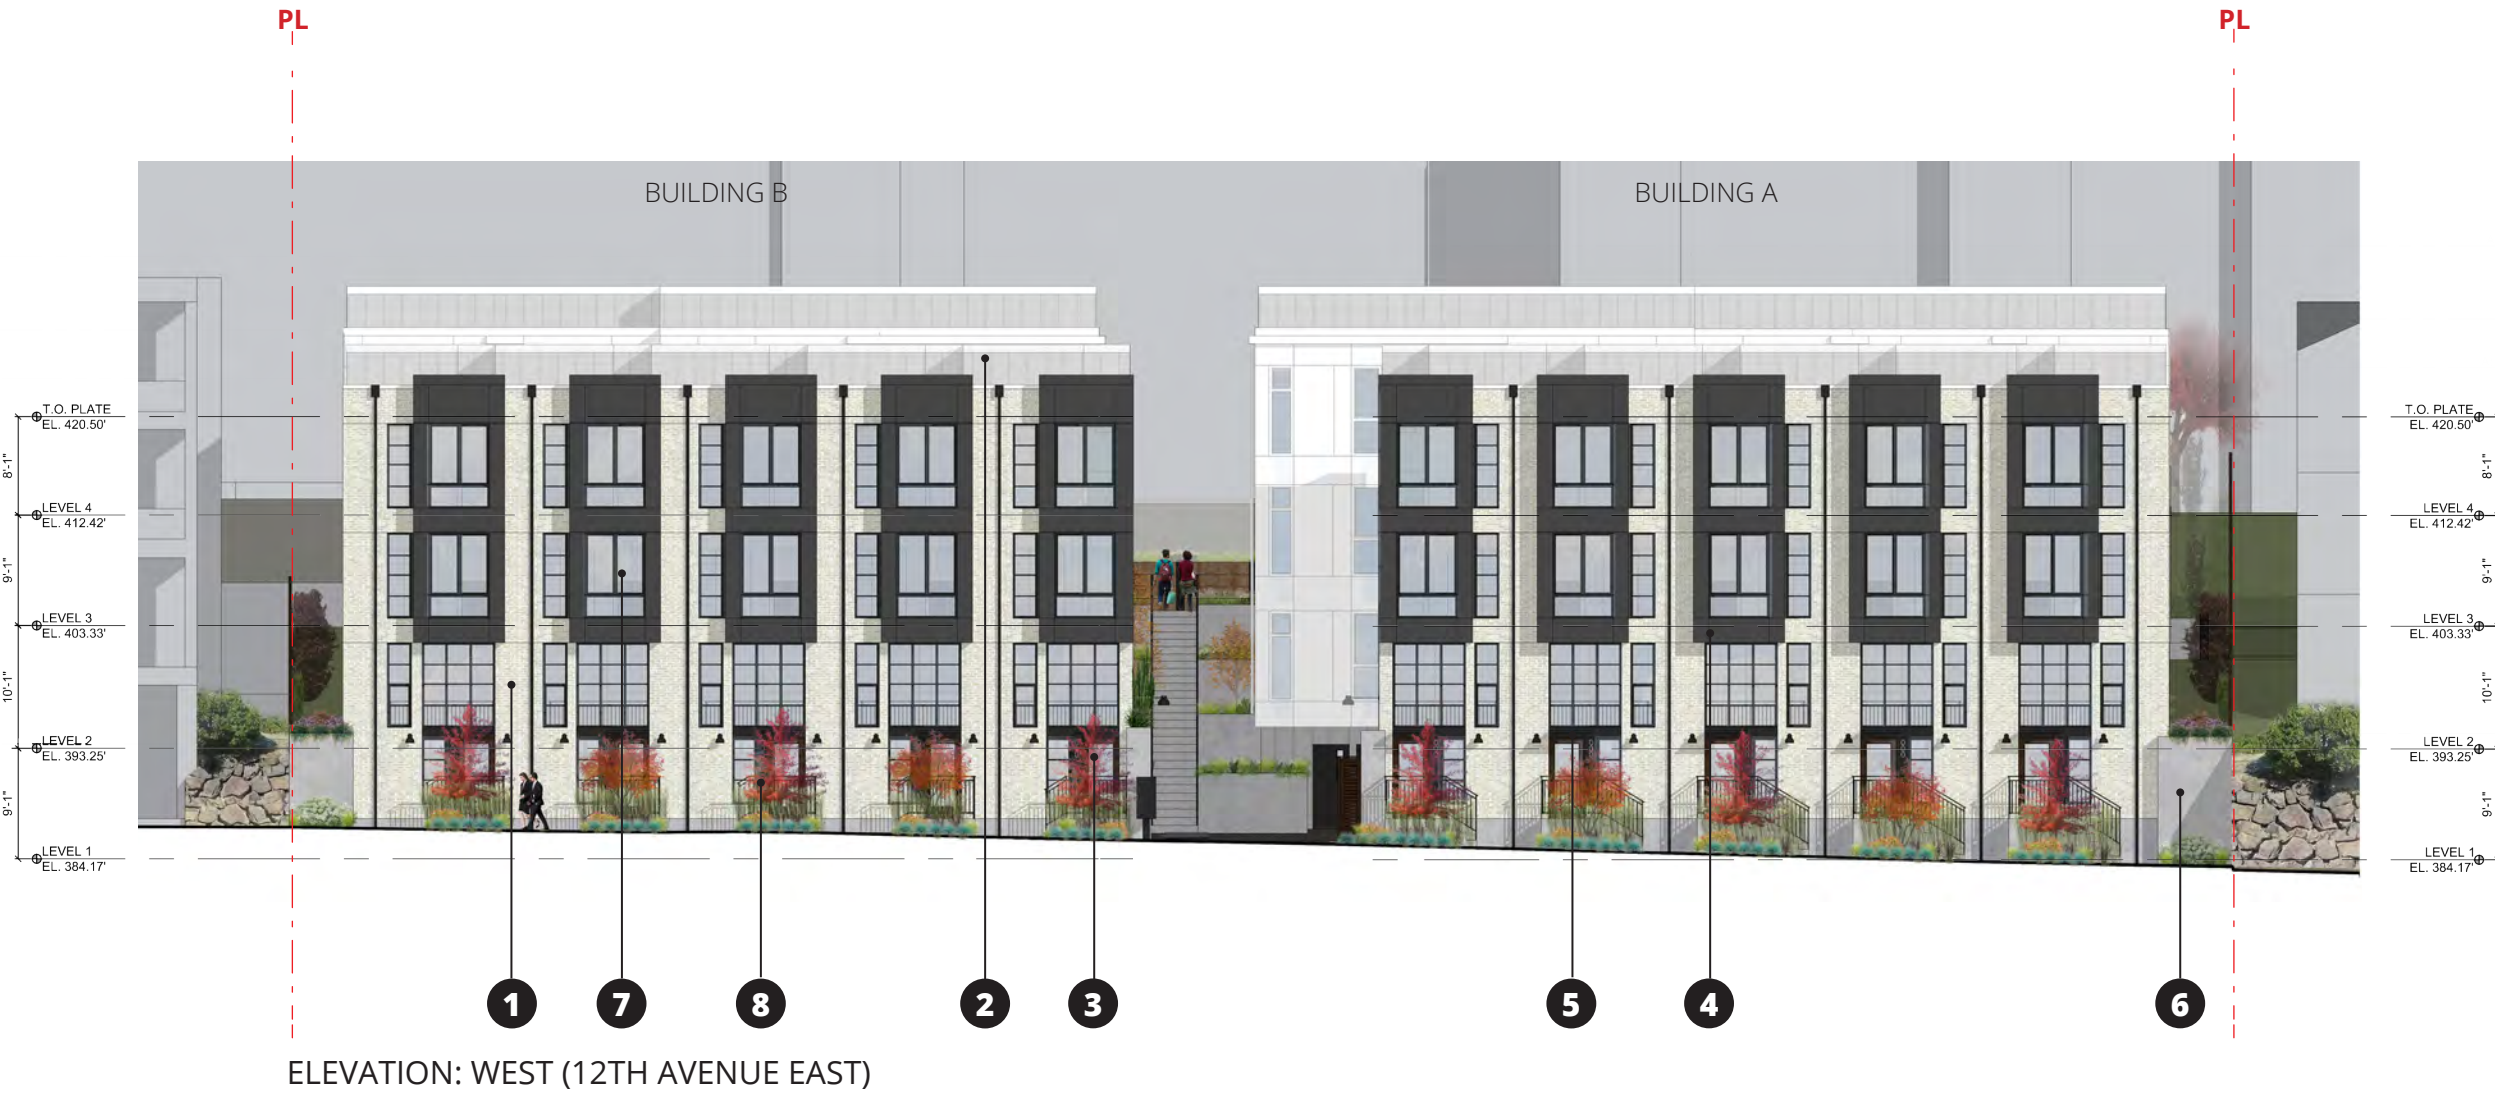 PL
PL
BUILDING B
BUILDING A
T.O. PLATE
EL. 420.50'
8'-1"
LEVEL 4
EL. 412.42'
9'-1"
LEVEL 3
EL. 403.33'
10'-1"
LEVEL 2
EL. 393.25'
9'-1"
LEVEL 1
EL. 384.17'
T.O. PLATE
EL. 420.50'
8'-1"
LEVEL 4
EL. 412.42'
9'-1"
LEVEL 3
EL. 403.33'
10'-1"
LEVEL 2
EL. 393.25'
9'-1"
LEVEL 1
EL. 384.17'
1
7
8
2
3
5
4
6
ELEVATION: WEST (12TH AVENUE EAST)